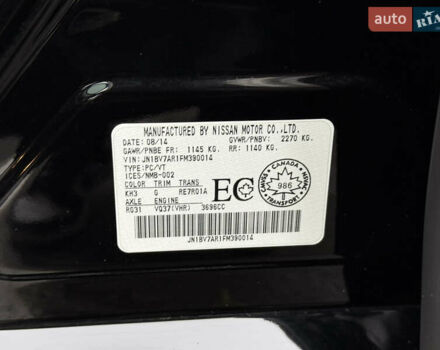 auto RIA
MANUFACTURED BY NISSAN MOTOR CO.,LTD.
DATE: 08/14 GVWR/PNBV: 2270 KG.
GAWR/PNBE FR: 1145 KG. RR: 1140 KG.
VIN: JN1BV7AR1FM390014
TYPE: PC/VT
ICES/NMB-002
COLOR TRIM TRANS
KH3 G RE7R01A
AXLE ENGINE
RG31 VQ37(VHR) 3696CC
EC
CANADA
986
TRANSPORT
JN1BV7AR1FM390014